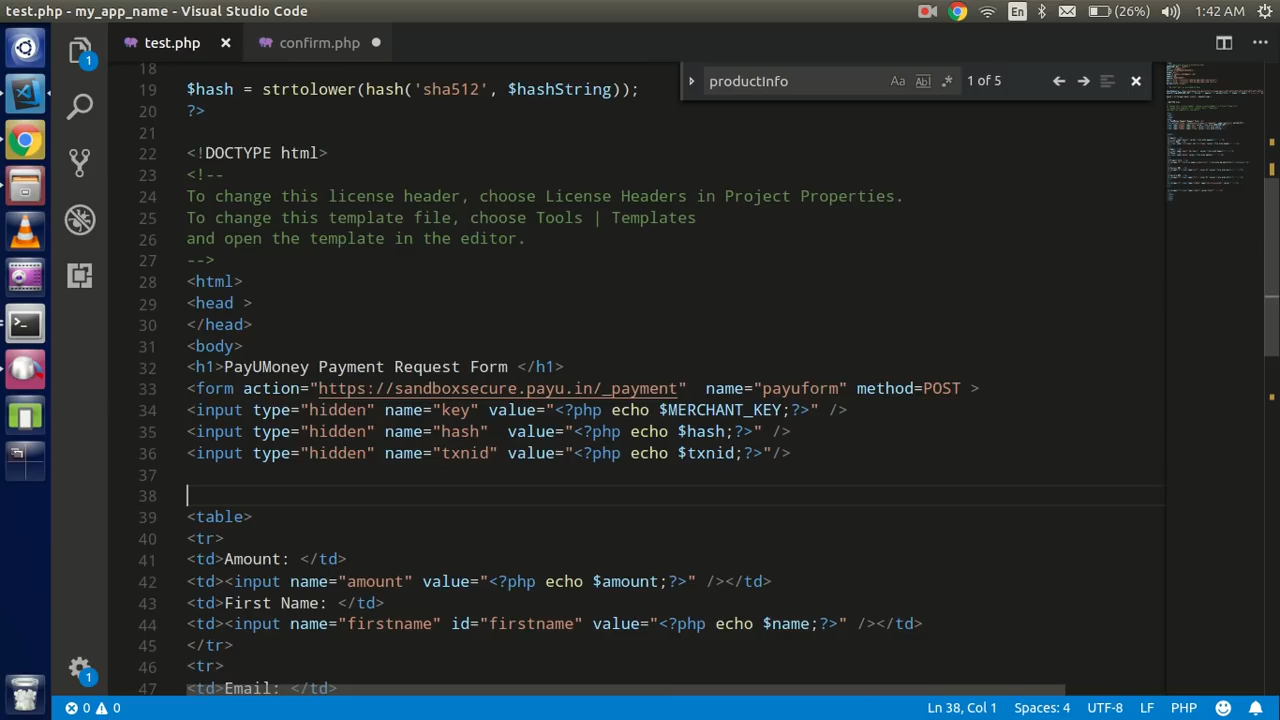 test.php - my_app_name - Visual Studio Code
En
(26%)
1:42 AM
test.php
confirm.php
productInfo
Aa
Ab
.*
1 of 5
18
19 $hash = strtolower(hash('sha512', $hashString));
20 ?>
21
22 <!DOCTYPE html>
23 <!--
24 To change this license header, choose License Headers in Project Properties.
25 To change this template file, choose Tools | Templates
26 and open the template in the editor.
27 -->
28 <html>
29 <head >
30 </head>
31 <body>
32 <h1>PayUMoney Payment Request Form </h1>
33 <form action="https://sandboxsecure.payu.in/_payment"  name="payuform" method=POST >
34 <input type="hidden" name="key" value="<?php echo $MERCHANT_KEY;?>" />
35 <input type="hidden" name="hash"  value="<?php echo $hash;?>" />
36 <input type="hidden" name="txnid" value="<?php echo $txnid;?>"/>
37
38
39 <table>
40 <tr>
41 <td>Amount: </td>
42 <td><input name="amount" value="<?php echo $amount;?>" /></td>
43 <td>First Name: </td>
44 <td><input name="firstname" id="firstname" value="<?php echo $name;?>" /></td>
45 </tr>
46 <tr>
47 <td>Email: </td>
1
1
0 0
Ln 38, Col 1
Spaces: 4
UTF-8
LF
PHP